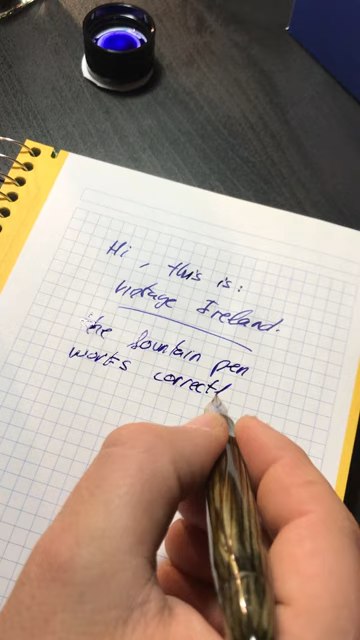 Hi, this is:
vintage Ireland.
the fountain pen
works correctl